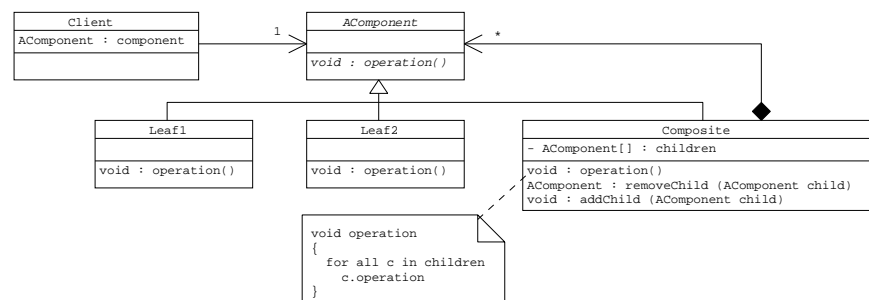 Client
AComponent : component
1
AComponent
void : operation()
*
Leaf1
void : operation()
Leaf2
void : operation()
Composite
- AComponent[] : children
void : operation()
AComponent : removeChild (AComponent child)
void : addChild (AComponent child)
void operation
{
for all c in children
c.operation
}